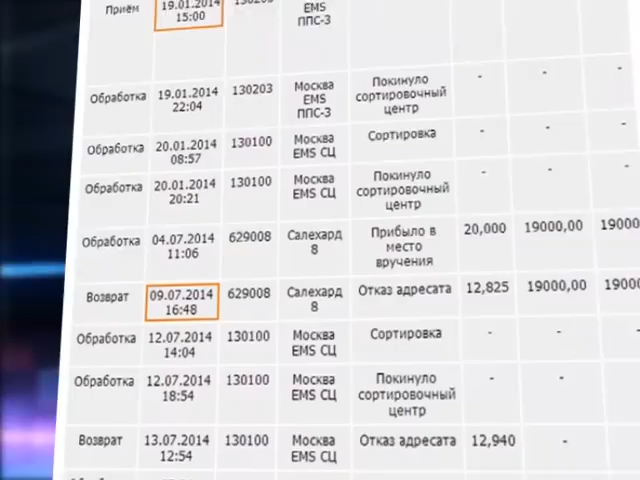 Приём 19.01.2014 130203 EMS
15:00 ППС-3
Обработка 19.01.2014 130203 Москва Покинуло - - -
22:04 EMS сортировочный
ППС-3 центр
Обработка 20.01.2014 130100 Москва Сортировка - - -
08:57 EMS СЦ
Обработка 20.01.2014 130100 Москва Покинуло - - -
20:21 EMS СЦ сортировочный
центр
Обработка 04.07.2014 629008 Салехард Прибыло в 20,000 19000,00
11:06 8 место
вручения
Возврат 09.07.2014 629008 Салехард Отказ адресата 12,825 19000,00
16:48 8
Обработка 12.07.2014 130100 Москва Сортировка - - -
14:04 EMS СЦ
Обработка 12.07.2014 130100 Москва Покинуло - - -
18:54 EMS СЦ сортировочный
центр
Возврат 13.07.2014 130100 Москва Отказ адресата 12,940 -
12:54 EMS СЦ